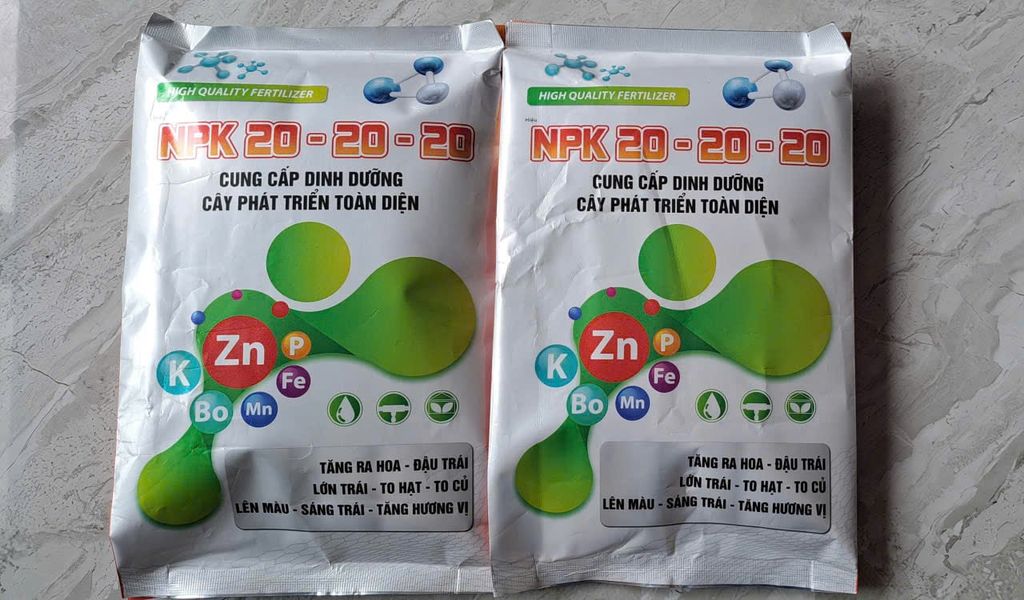 HIGH QUALITY FERTILIZER
NPK 20 - 20 - 20
CUNG CẤP DINH DƯỠNG
CÂY PHÁT TRIỂN TOÀN DIỆN
Zn
P
K
Fe
Bo
Mn
TĂNG RA HOA - ĐẬU TRÁI
LỚN TRÁI - TO HẠT - TO CỦ
LÊN MÀU - SÁNG TRÁI - TĂNG HƯƠNG VỊ
HIGH QUALITY FERTILIZER
Hiệu
NPK 20 - 20 - 20
CUNG CẤP DINH DƯỠNG
CÂY PHÁT TRIỂN TOÀN DIỆN
Zn
P
K
Fe
Bo
Mn
TĂNG RA HOA - ĐẬU TRÁI
LỚN TRÁI - TO HẠT - TO CỦ
LÊN MÀU - SÁNG TRÁI - TĂNG HƯƠNG VỊ